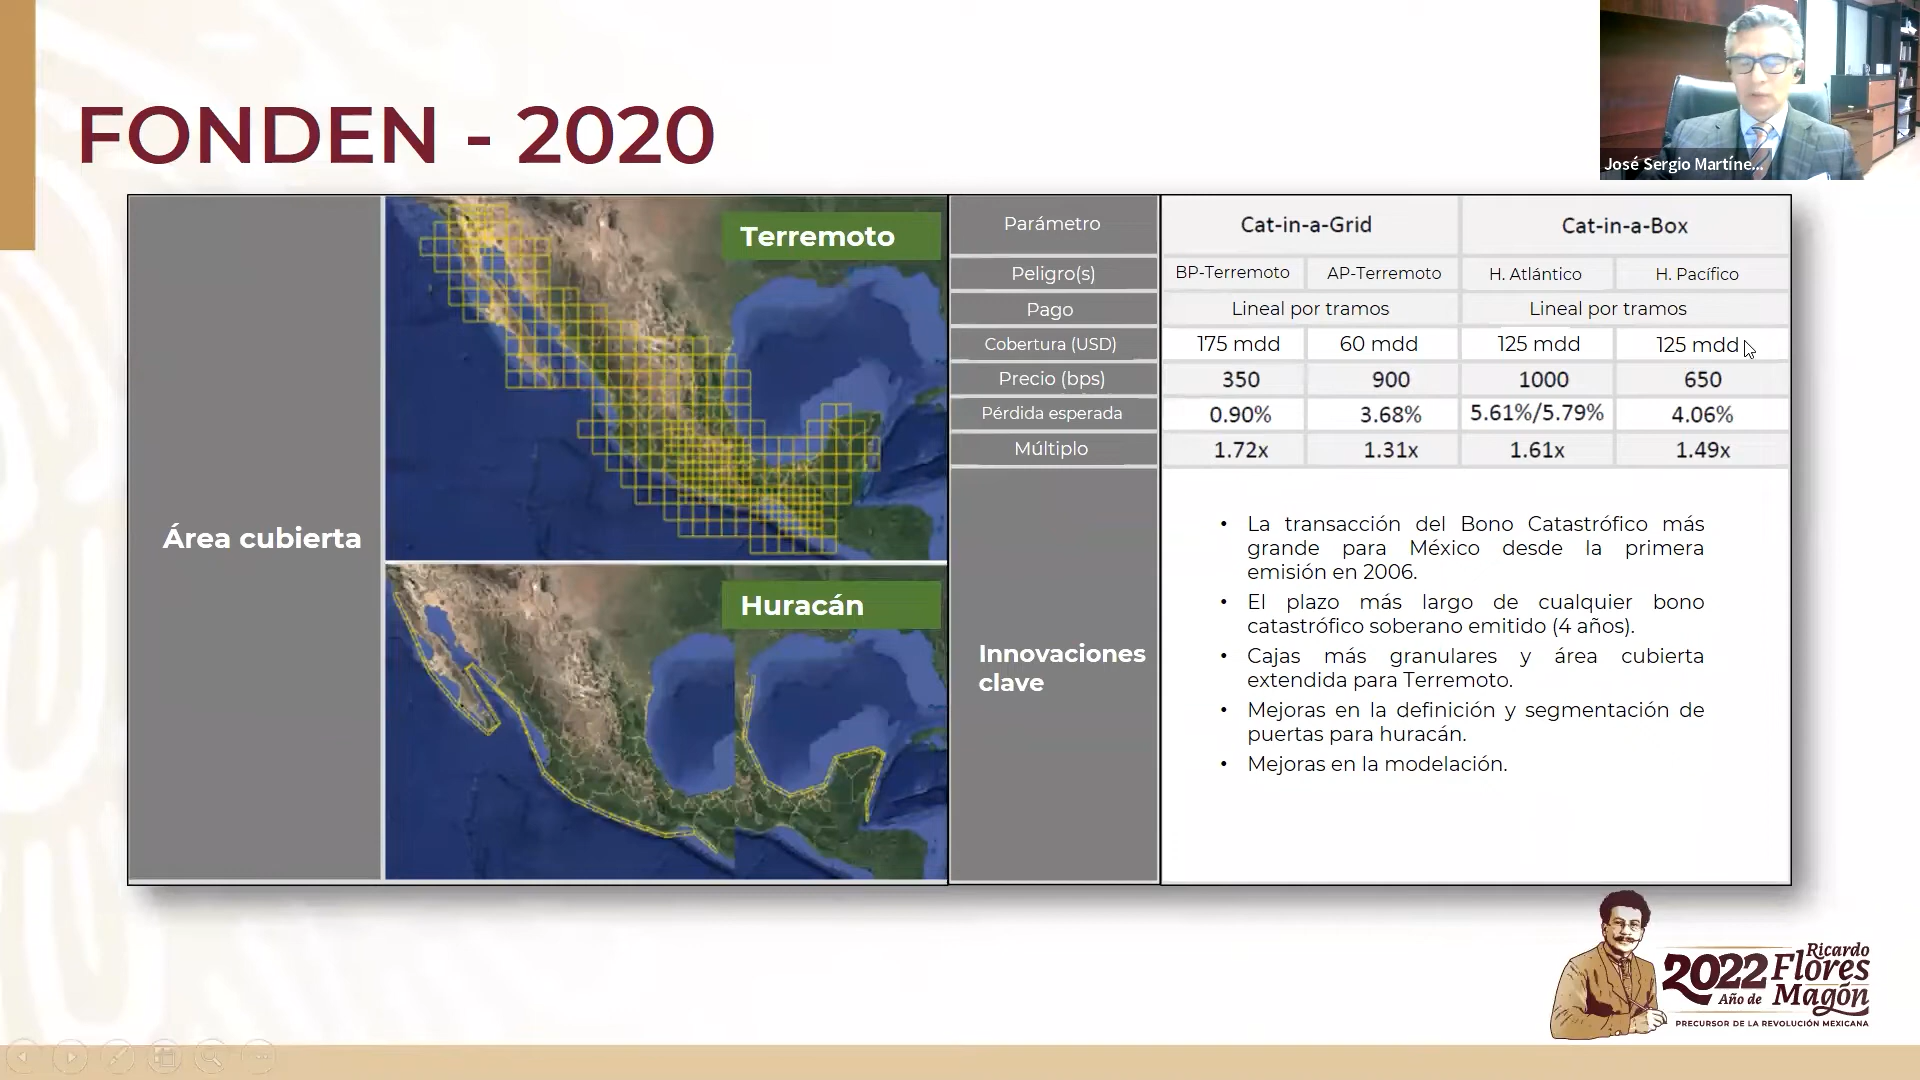 FONDEN - 2020
José Sergio Martíne...
Área cubierta
Terremoto
Huracán
Parámetro
Cat-in-a-Grid
Cat-in-a-Box
Peligro(s)
BP-Terremoto
AP-Terremoto
H. Atlántico
H. Pacífico
Pago
Lineal por tramos
Lineal por tramos
Cobertura (USD)
175 mdd
60 mdd
125 mdd
125 mdd
Precio (bps)
350
900
1000
650
Pérdida esperada
0.90%
3.68%
5.61%/5.79%
4.06%
Múltiplo
1.72x
1.31x
1.61x
1.49x
Innovaciones
clave
• La transacción del Bono Catastrófico más
grande para México desde la primera
emisión en 2006.
• El plazo más largo de cualquier bono
catastrófico soberano emitido (4 años).
• Cajas más granulares y área cubierta
extendida para Terremoto.
• Mejoras en la definición y segmentación de
puertas para huracán.
• Mejoras en la modelación.
2022
Año de
Ricardo
Flores
Magón
PRECURSOR DE LA REVOLUCIÓN MEXICANA